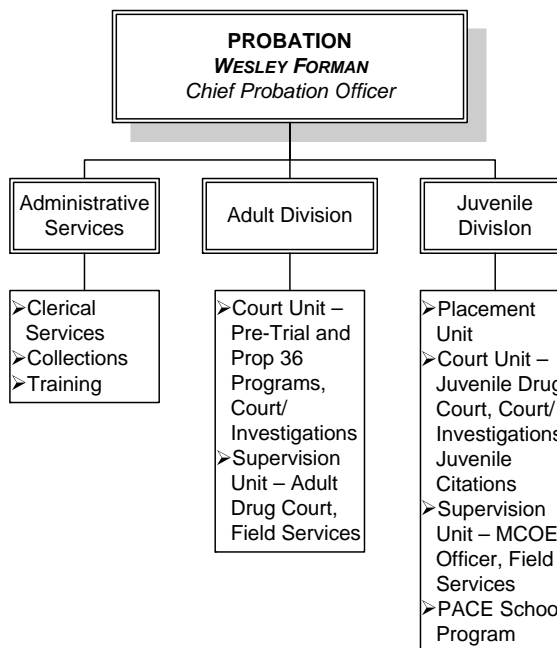 PROBATION
WESLEY FORMAN
Chief Probation Officer
Administrative
Services
Adult Division
Juvenile
DivisIon
➢Clerical
Services
➢Collections
➢Training
➢Court Unit –
Pre-Trial and
Prop 36
Programs,
Court/
Investigations
➢Supervision
Unit – Adult
Drug Court,
Field Services
➢Placement
Unit
➢Court Unit –
Juvenile Drug
Court, Court/
Investigations
Juvenile
Citations
➢Supervision
Unit – MCOE
Officer, Field
Services
➢PACE School
Program